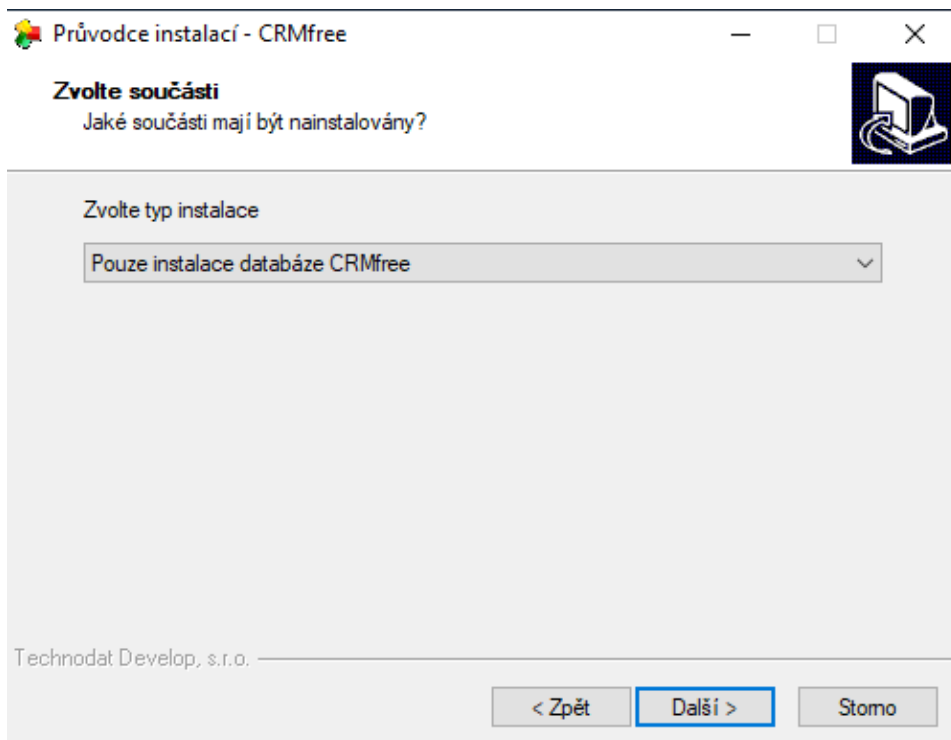 Průvodce instalací - CRMfree
Zvolte součásti
Jaké součásti mají být nainstalovány?
Zvolte typ instalace
Pouze instalace databáze CRMfree
Technodat Develop, s.r.o.
< Zpět Další > Storno